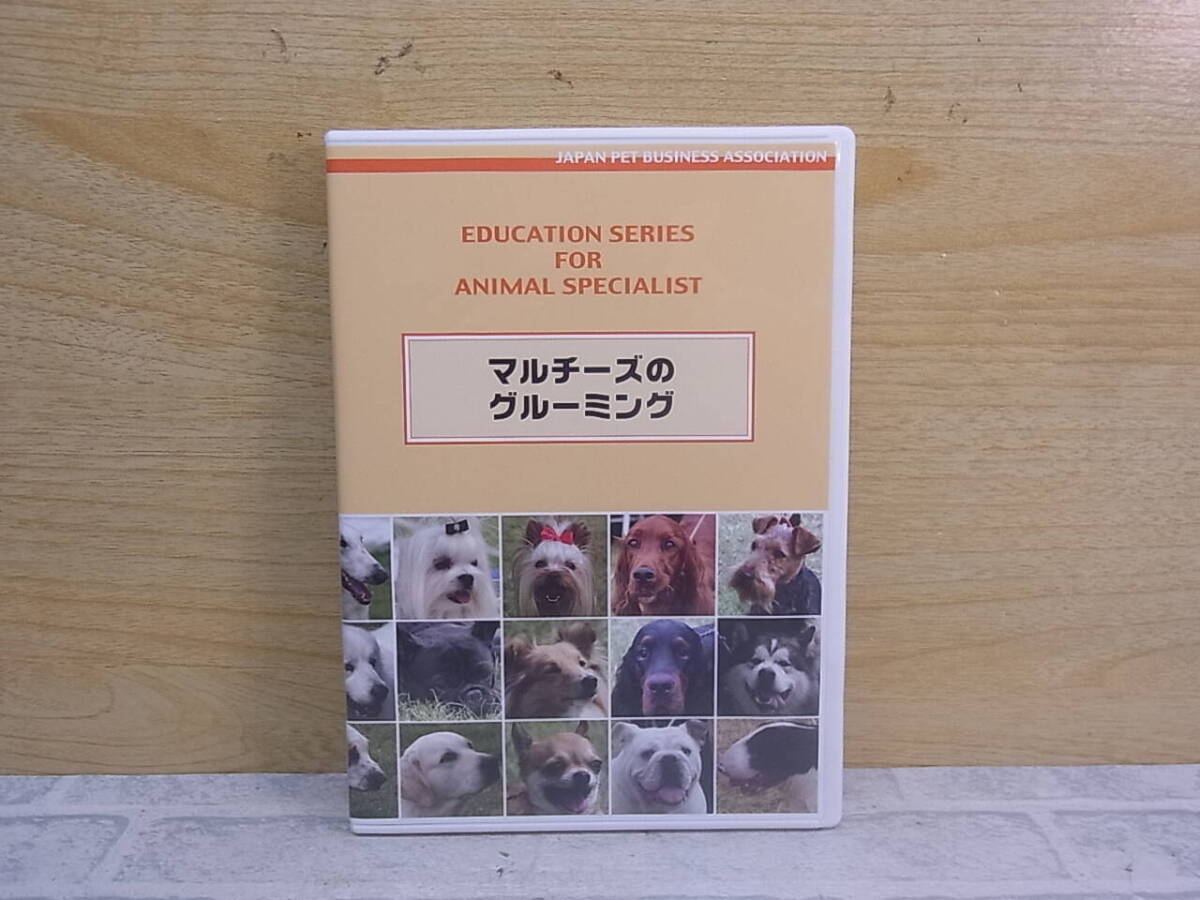 JAPAN PET BUSINESS ASSOCIATION
EDUCATION SERIES
FOR
ANIMAL SPECIALIST
マルチーズの
グルーミング